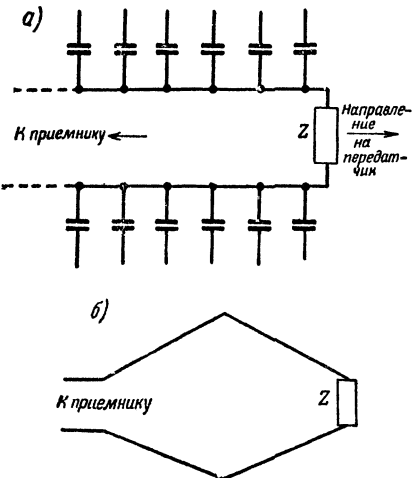 а)
К приемнику
Z
Направле-
ние
на
передат-
чик
б)
К приемнику
Z